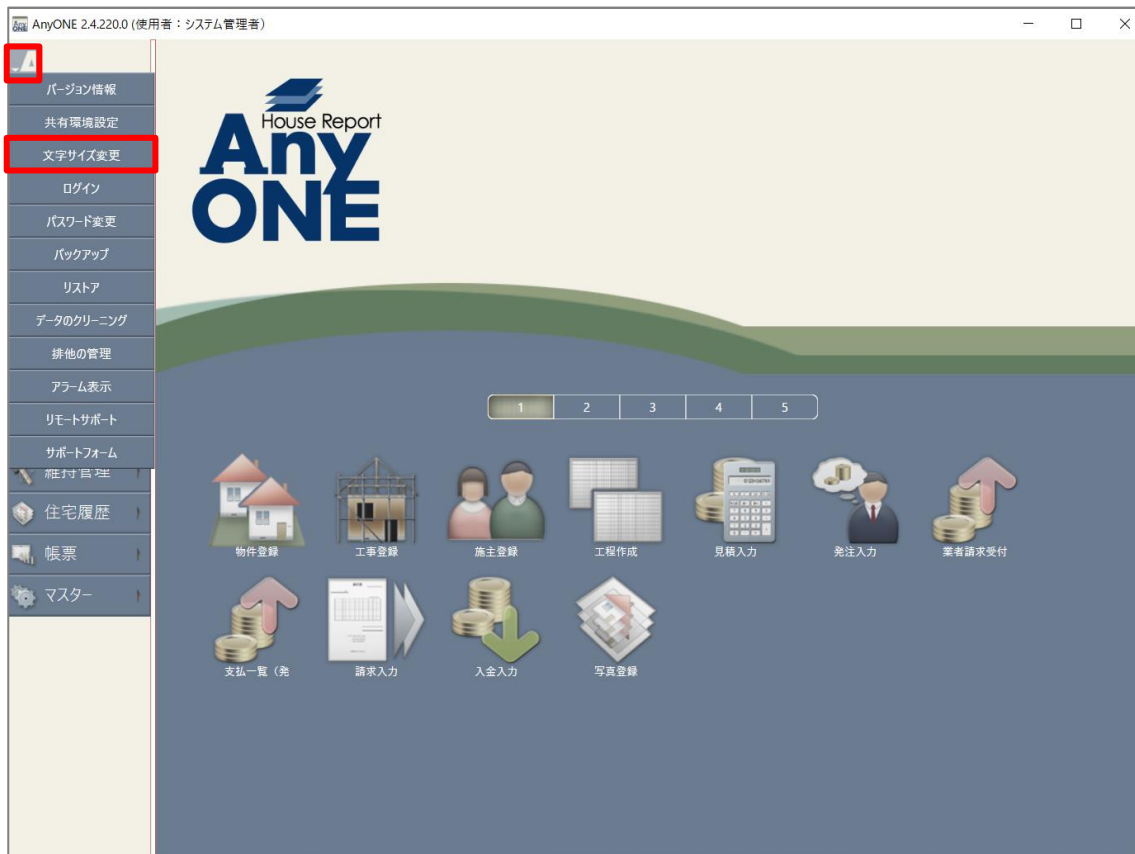 AnyONE 2.4.220.0 (使用者：システム管理者)
バージョン情報
共有環境設定
文字サイズ変更
ログイン
パスワード変更
バックアップ
リストア
データのクリーニング
排他の管理
アラーム表示
リモートサポート
サポートフォーム
維持管理
住宅履歴
帳票
マスター
House Report
Any
ONE
1 2 3 4 5
物件登録 工事登録 施主登録 工程作成 見積入力 発注入力 業者請求受付
支払一覧（発 請求入力 入金入力 写真登録